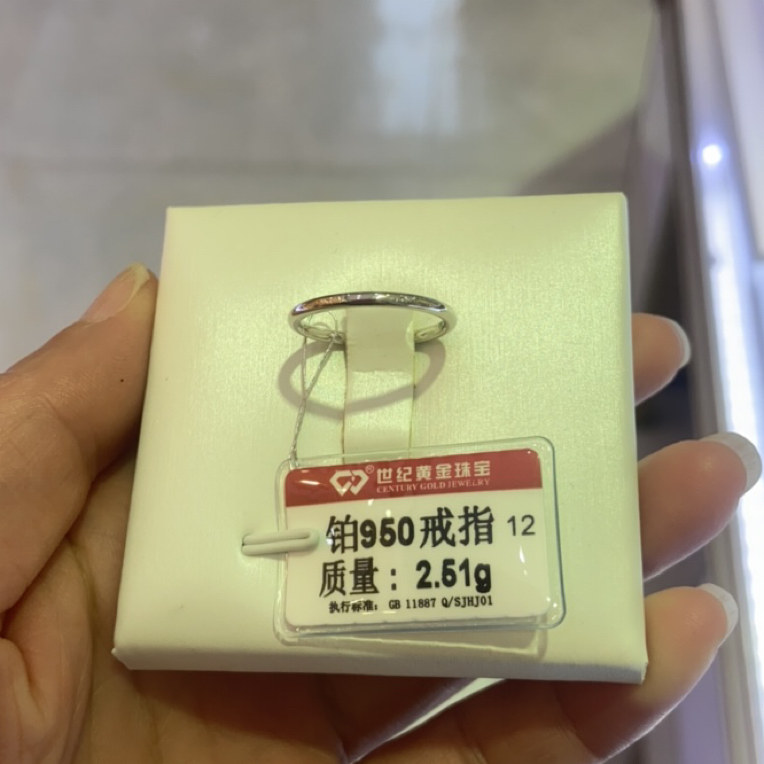 世纪黄金珠宝
CENTURY GOLD JEWELRY
铂950戒指 12
质量：2.51g
执行标准：GB 11887 Q/SJHJ01